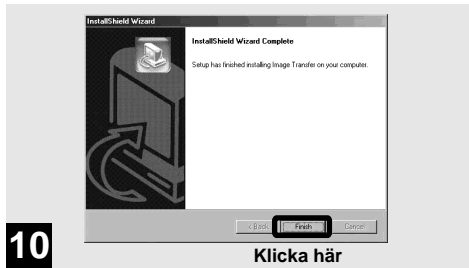 InstallShield Wizard
InstallShield Wizard Complete
Setup has finished installing Image Transfer on your computer.
< Back
Finish
Cancel
10
Klicka här